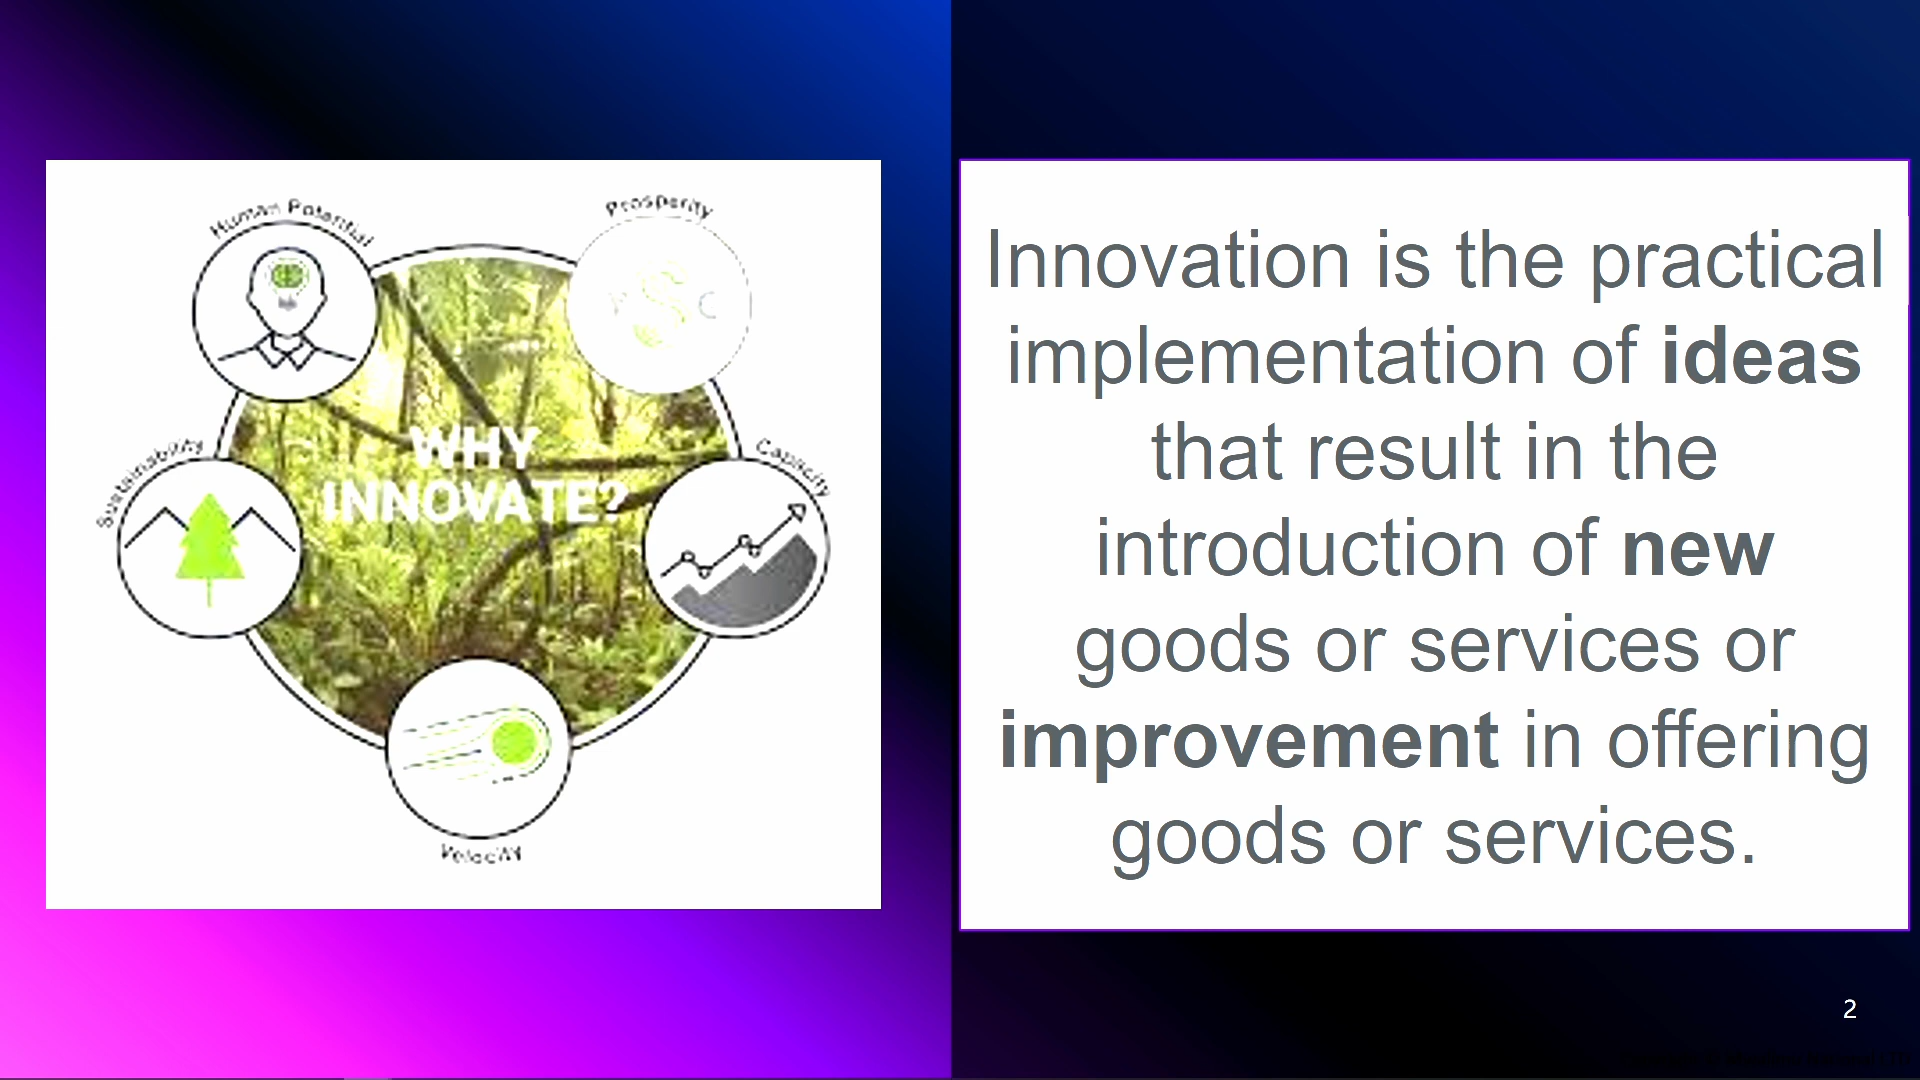 Human Potential
Prosperity
WHY
INNOVATE?
Sustainability
Capacity
Velocity
Innovation is the practical
implementation of ideas
that result in the
introduction of new
goods or services or
improvement in offering
goods or services.
2